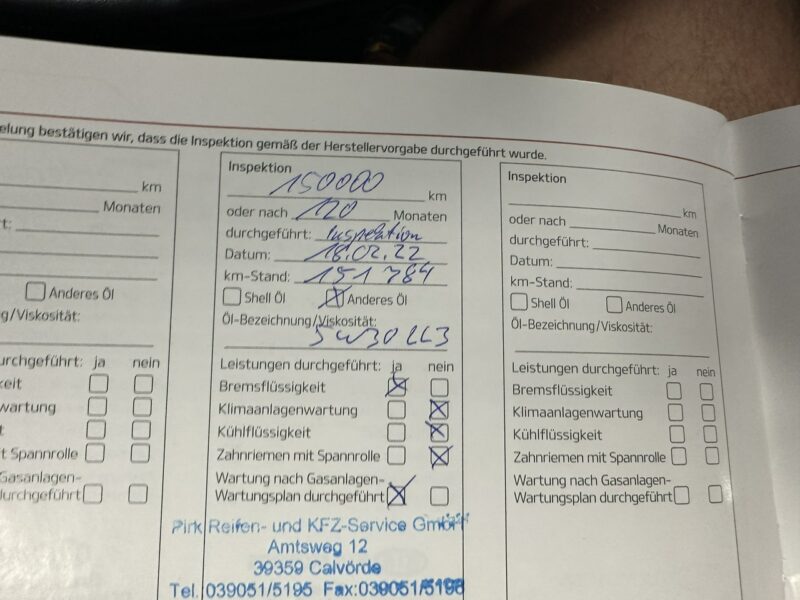 elung bestätigen wir, dass die Inspektion gemäß der Herstellervorgabe durchgeführt wurde.
km
Monaten
t:
Anderes Öl
g/Viskosität:
urchgeführt: ja nein
keit
wartung
t
t Spannrolle
Gasanlagen-
durchgeführt
Inspektion
150000 km
oder nach 120 Monaten
durchgeführt: Inspektion
Datum: 18.02.22
km-Stand: 151 784
Shell Öl Anderes Öl
Öl-Bezeichnung/Viskosität:
5W30 LL3
Leistungen durchgeführt: ja nein
Bremsflüssigkeit
Klimaanlagenwartung
Kühlflüssigkeit
Zahnriemen mit Spannrolle
Wartung nach Gasanlagen-
Wartungsplan durchgeführt
Pirk Reifen- und KFZ-Service GmbH
Amtsweg 12
39359 Calvörde
Tel. 039051/5195 Fax:039051/5196
Inspektion
km
oder nach Monaten
durchgeführt:
Datum:
km-Stand:
Shell Öl Anderes Öl
Öl-Bezeichnung/Viskosität:
Leistungen durchgeführt: ja nein
Bremsflüssigkeit
Klimaanlagenwartung
Kühlflüssigkeit
Zahnriemen mit Spannrolle
Wartung nach Gasanlagen-
Wartungsplan durchgeführt